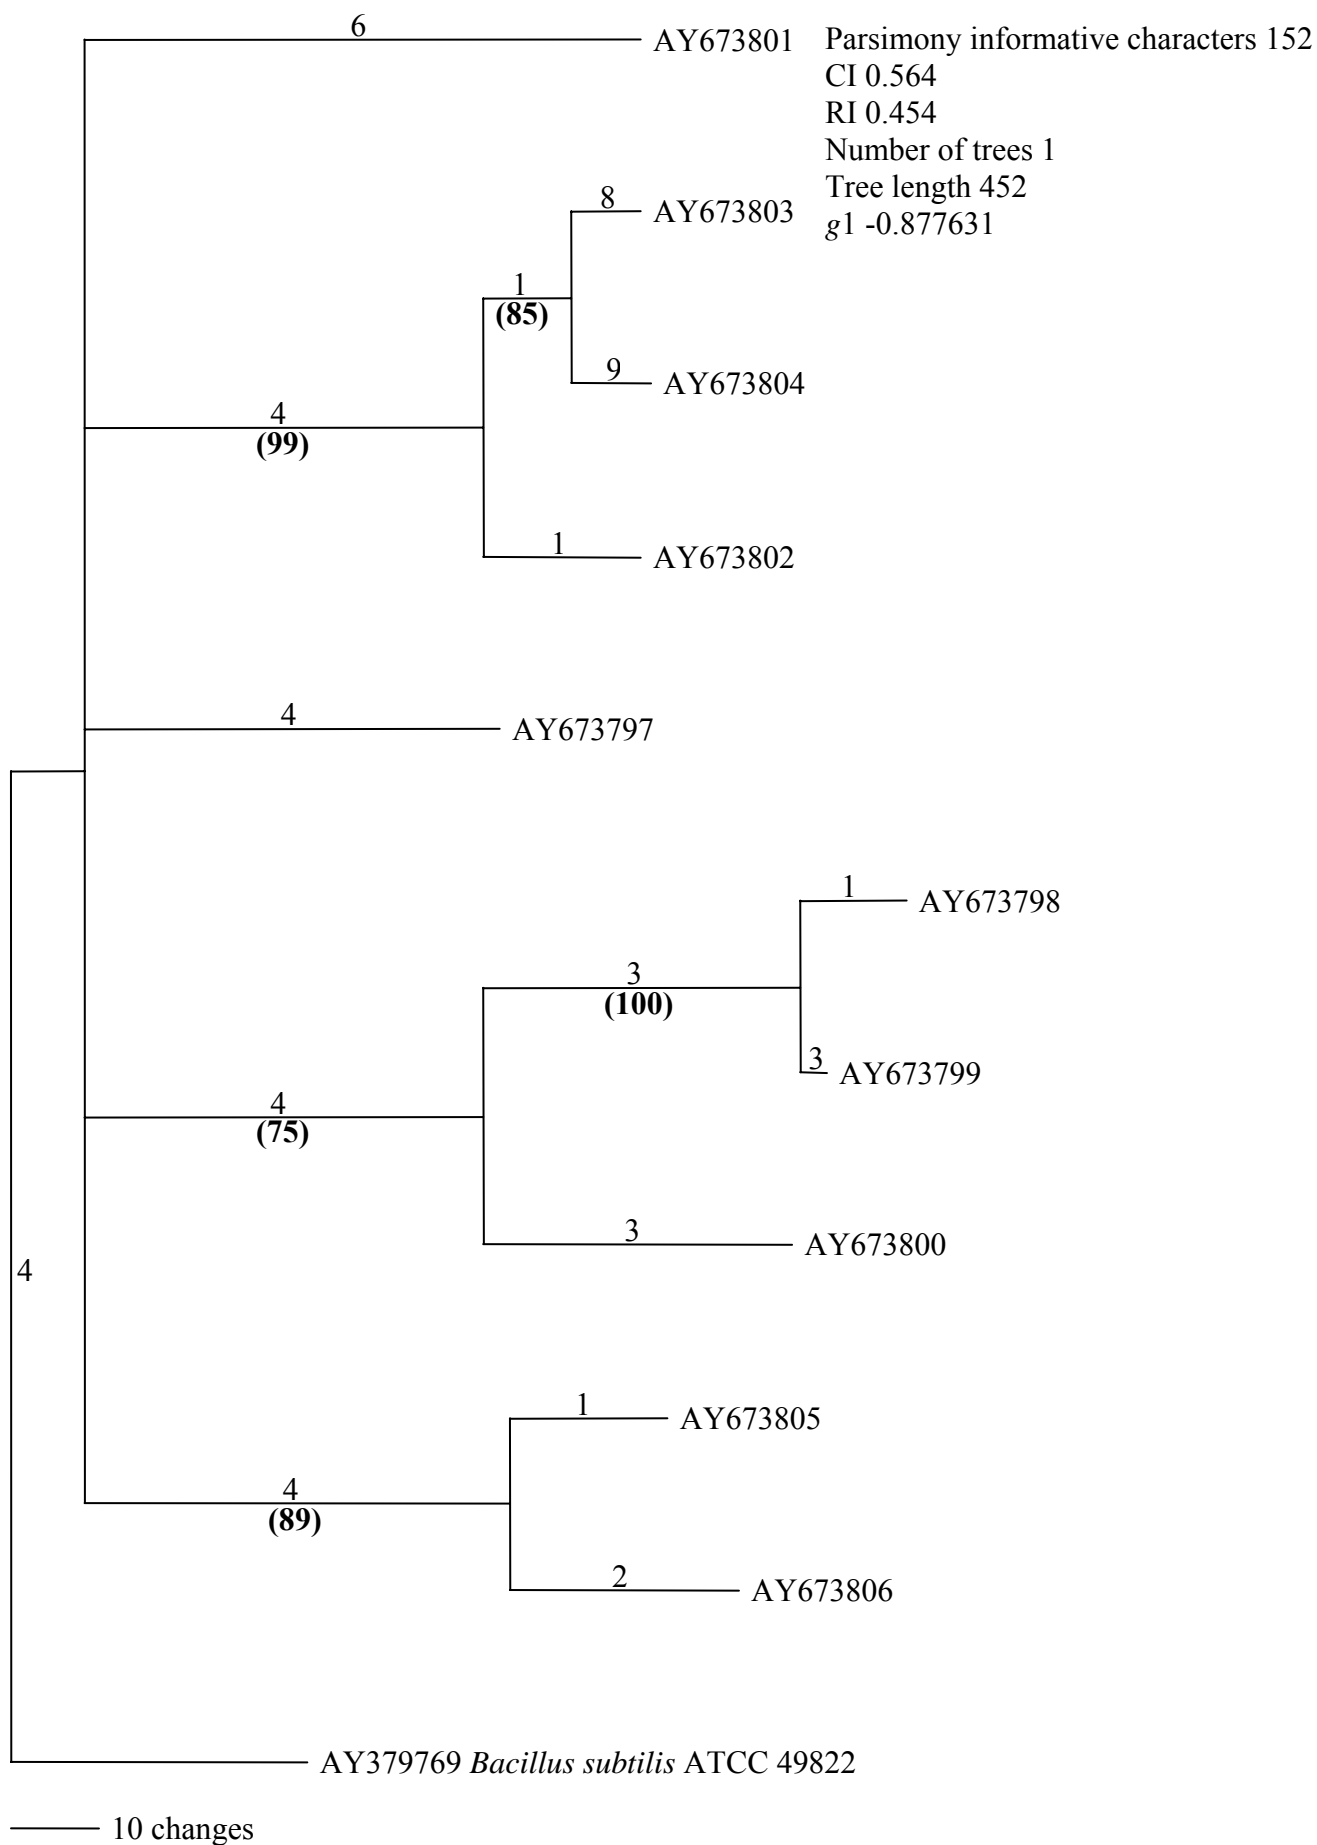 6
AY673801
Parsimony informative characters 152
CI 0.564
RI 0.454
Number of trees 1
Tree length 452
g1 -0.877631
8
AY673803
1
(85)
9
AY673804
4
(99)
1
AY673802
4
AY673797
1
AY673798
3
(100)
3
AY673799
4
(75)
3
AY673800
4
1
AY673805
4
(89)
2
AY673806
AY379769 Bacillus subtilis ATCC 49822
10 changes